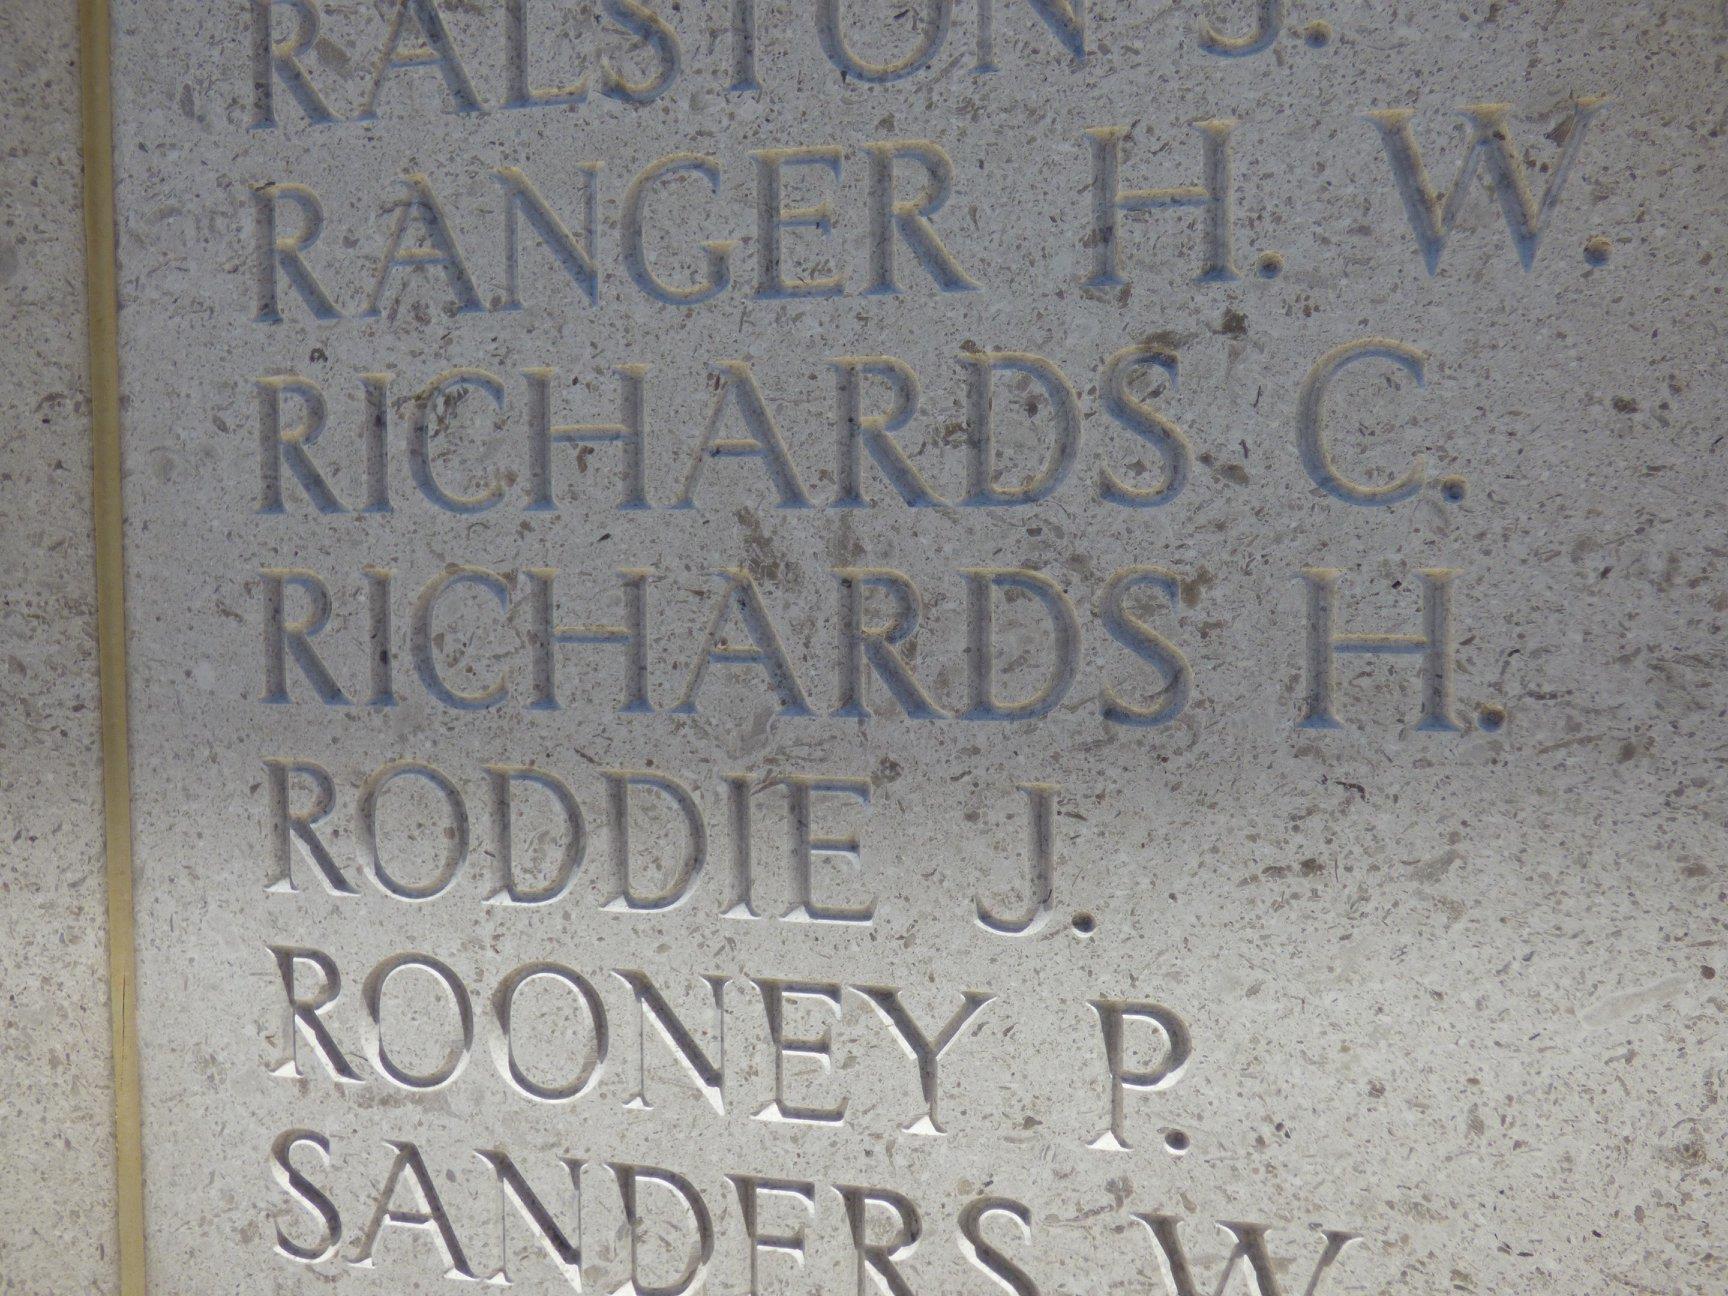 RALSTON J.
RANGER H. W.
RICHARDS C.
RICHARDS H.
RODDIE J.
ROONEY P.
SANDERS W